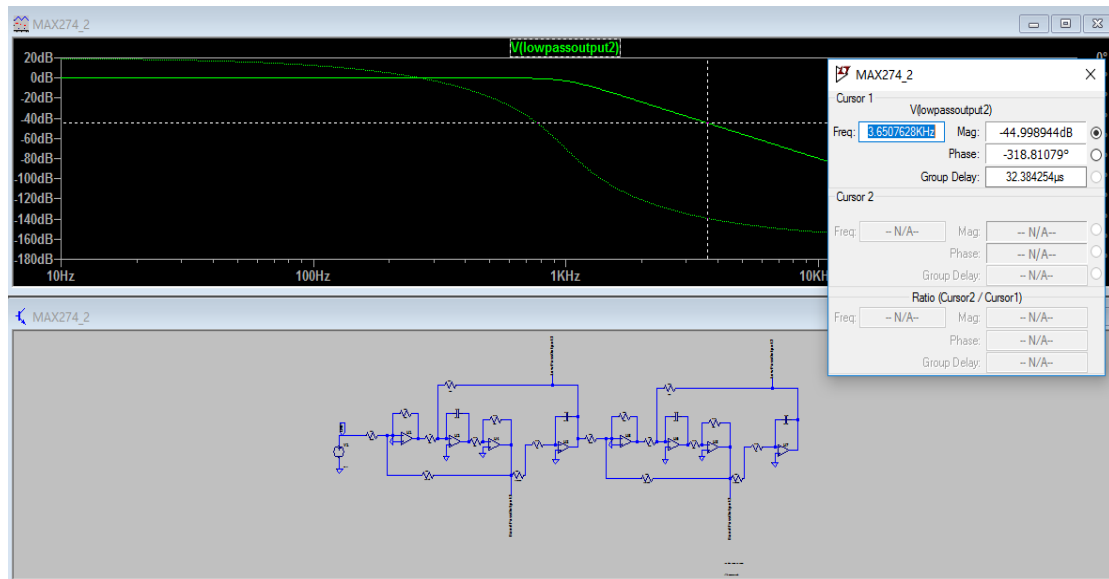 MAX274_2
V(lowpassoutput2)
20dB
0dB
-20dB
-40dB
-60dB
-80dB
-100dB
-120dB
-140dB
-160dB
-180dB
10Hz
100Hz
1KHz
10KH
0°
MAX274_2
Cursor 1
V(lowpassoutput2)
Freq: 3.6507628KHz Mag: -44.998944dB
Phase: -318.81079°
Group Delay: 32.384254µs
Cursor 2
Freq: -- N/A-- Mag: -- N/A--
Phase: -- N/A--
Group Delay: -- N/A--
Ratio (Cursor2 / Cursor1)
Freq: -- N/A-- Mag: -- N/A--
Phase: -- N/A--
Group Delay: -- N/A--
MAX274_2